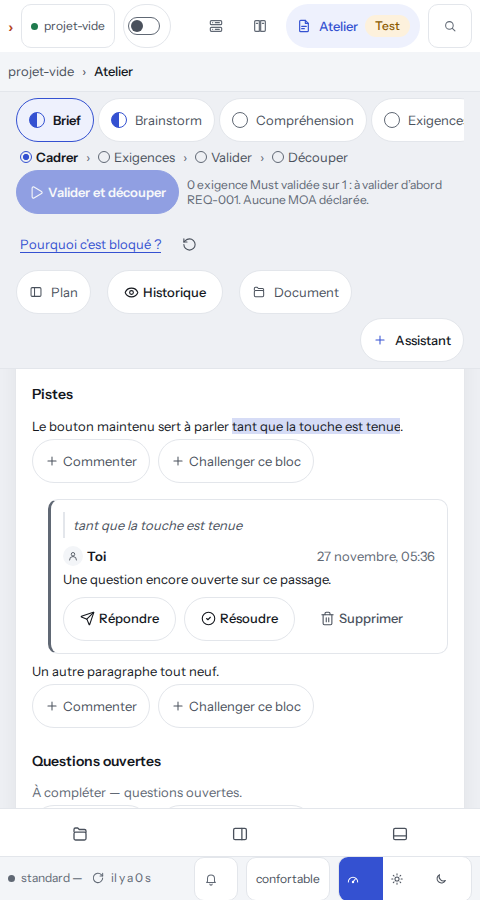 › projet-vide Atelier Test
projet-vide › Atelier
Brief Brainstorm Compréhension Exigences
Cadrer › Exigences › Valider › Découper
Valider et découper
0 exigence Must validée sur 1 : à valider d'abord
REQ-001. Aucune MOA déclarée.
Pourquoi c'est bloqué ?
Plan Historique Document
+ Assistant
Pistes
Le bouton maintenu sert à parler tant que la touche est tenue.
+ Commenter + Challenger ce bloc
tant que la touche est tenue
Toi 27 novembre, 05:36
Une question encore ouverte sur ce passage.
Répondre Résoudre Supprimer
Un autre paragraphe tout neuf.
+ Commenter + Challenger ce bloc
Questions ouvertes
À compléter — questions ouvertes.
standard — il y a 0 s confortable